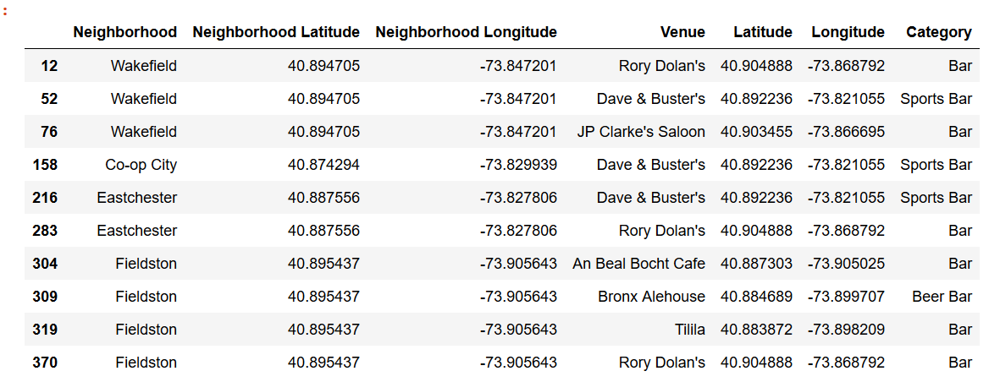 :
Neighborhood Neighborhood Latitude Neighborhood Longitude Venue Latitude Longitude Category
12 Wakefield 40.894705 -73.847201 Rory Dolan's 40.904888 -73.868792 Bar
52 Wakefield 40.894705 -73.847201 Dave & Buster's 40.892236 -73.821055 Sports Bar
76 Wakefield 40.894705 -73.847201 JP Clarke's Saloon 40.903455 -73.866695 Bar
158 Co-op City 40.874294 -73.829939 Dave & Buster's 40.892236 -73.821055 Sports Bar
216 Eastchester 40.887556 -73.827806 Dave & Buster's 40.892236 -73.821055 Sports Bar
283 Eastchester 40.887556 -73.827806 Rory Dolan's 40.904888 -73.868792 Bar
304 Fieldston 40.895437 -73.905643 An Beal Bocht Cafe 40.887303 -73.905025 Bar
309 Fieldston 40.895437 -73.905643 Bronx Alehouse 40.884689 -73.899707 Beer Bar
319 Fieldston 40.895437 -73.905643 Tilila 40.883872 -73.898209 Bar
370 Fieldston 40.895437 -73.905643 Rory Dolan's 40.904888 -73.868792 Bar